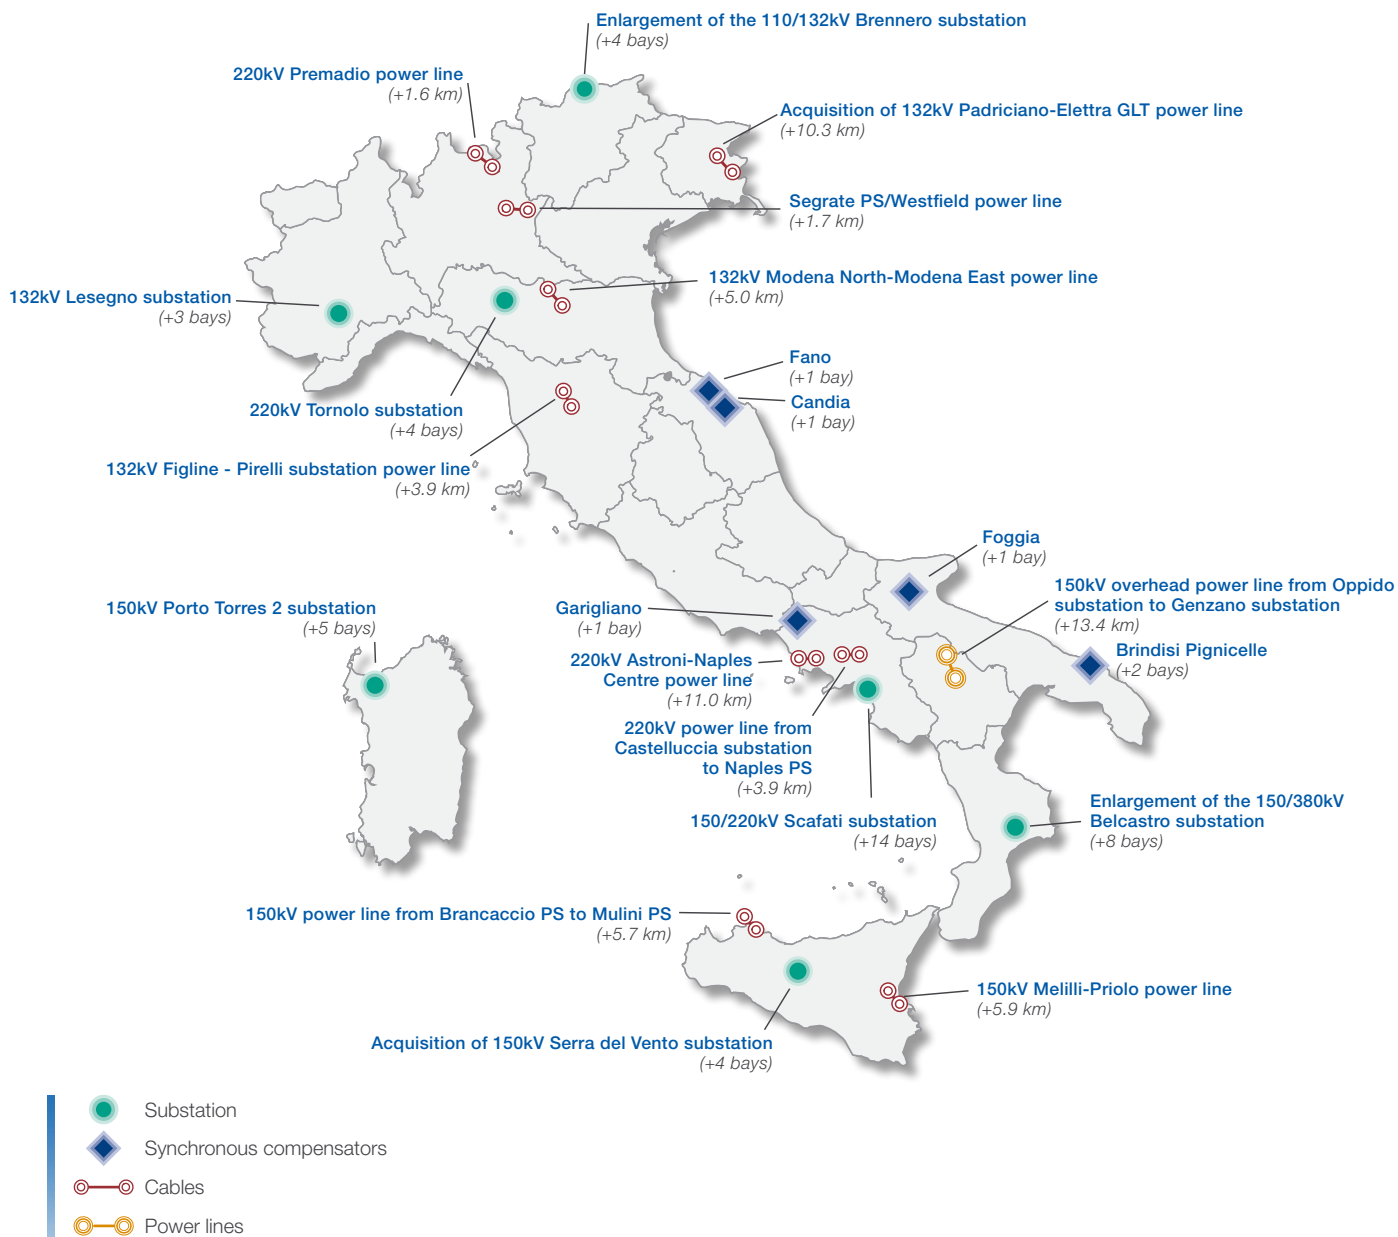 Enlargement of the 110/132kV Brennero substation
(+4 bays)
220kV Premadio power line
(+1.6 km)
Acquisition of 132kV Padriciano-Elettra GLT power line
(+10.3 km)
Segrate PS/Westfield power line
(+1.7 km)
132kV Modena North-Modena East power line
(+5.0 km)
132kV Lesegno substation
(+3 bays)
Fano
(+1 bay)
Candia
(+1 bay)
220kV Tornolo substation
(+4 bays)
132kV Figline - Pirelli substation power line
(+3.9 km)
Foggia
(+1 bay)
150kV overhead power line from Oppido
substation to Genzano substation
(+13.4 km)
150kV Porto Torres 2 substation
(+5 bays)
Garigliano
(+1 bay)
Brindisi Pignicelle
(+2 bays)
220kV Astroni-Naples
Centre power line
(+11.0 km)
220kV power line from
Castelluccia substation
to Naples PS
(+3.9 km)
150/220kV Scafati substation
(+14 bays)
Enlargement of the 150/380kV
Belcastro substation
(+8 bays)
150kV power line from Brancaccio PS to Mulini PS
(+5.7 km)
150kV Melilli-Priolo power line
(+5.9 km)
Acquisition of 150kV Serra del Vento substation
(+4 bays)
Substation
Synchronous compensators
Cables
Power lines